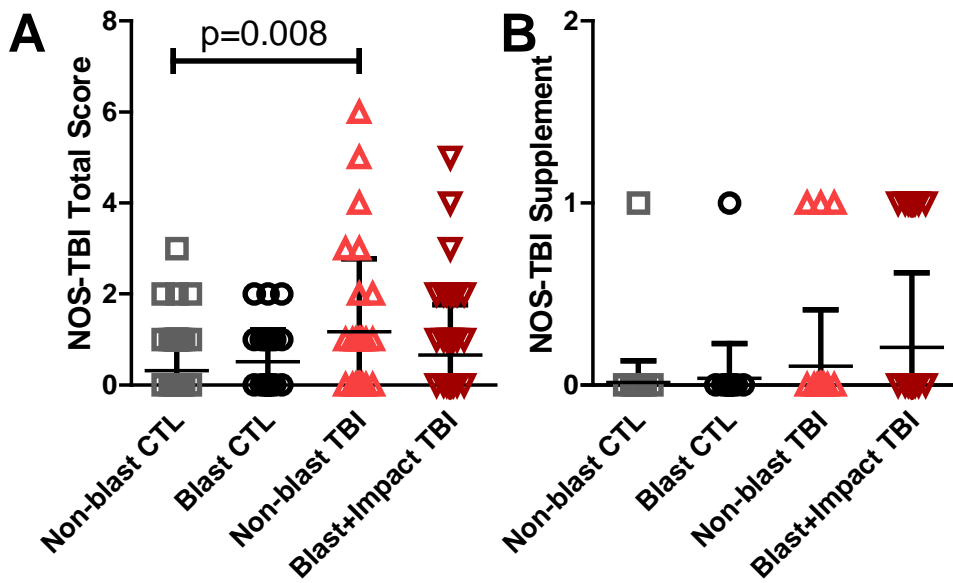 A
p=0.008
NOS-TBI Total Score
8
6
4
2
0
Non-blast CTL
Blast CTL
Non-blast TBI
Blast+Impact TBI
B
NOS-TBI Supplement
2
1
0
Non-blast CTL
Blast CTL
Non-blast TBI
Blast+Impact TBI